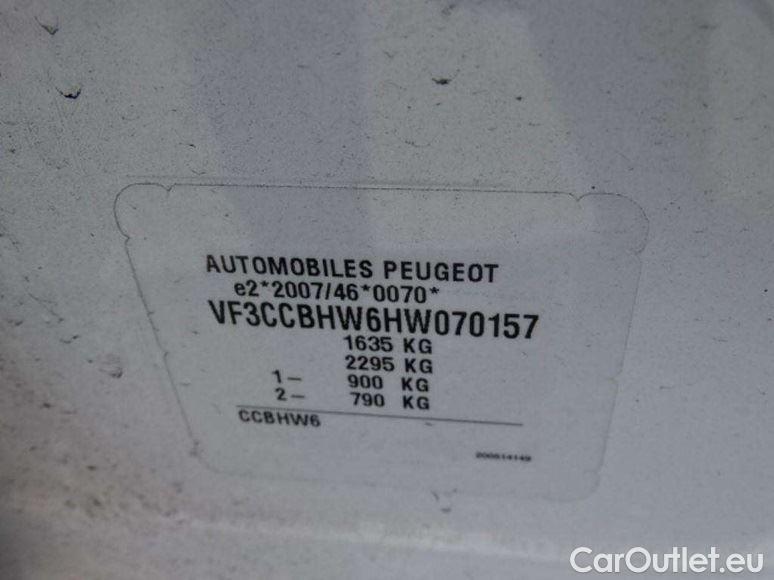 AUTOMOBILES PEUGEOT
e2*2007/46*0070*
VF3CCBHW6HW070157
1635 KG
2295 KG
1- 900 KG
2- 790 KG
CCBHW6
200614149
CarOutlet.eu